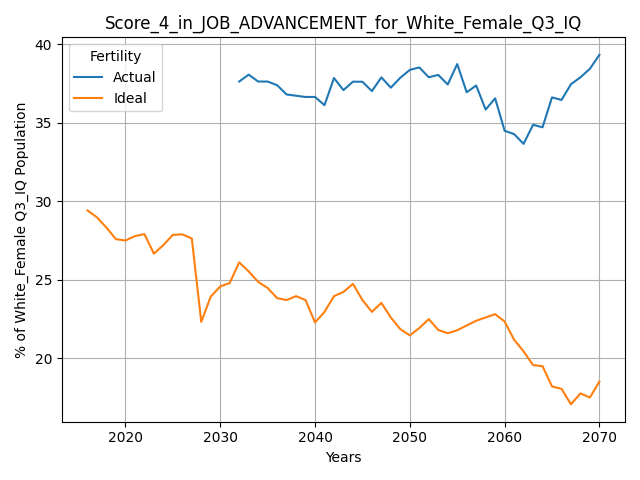 Score_4_in_JOB_ADVANCEMENT_for_White_Female_Q3_IQ
% of White_Female Q3_IQ Population
40
35
30
25
20
Fertility
Actual
Ideal
2020 2030 2040 2050 2060 2070
Years